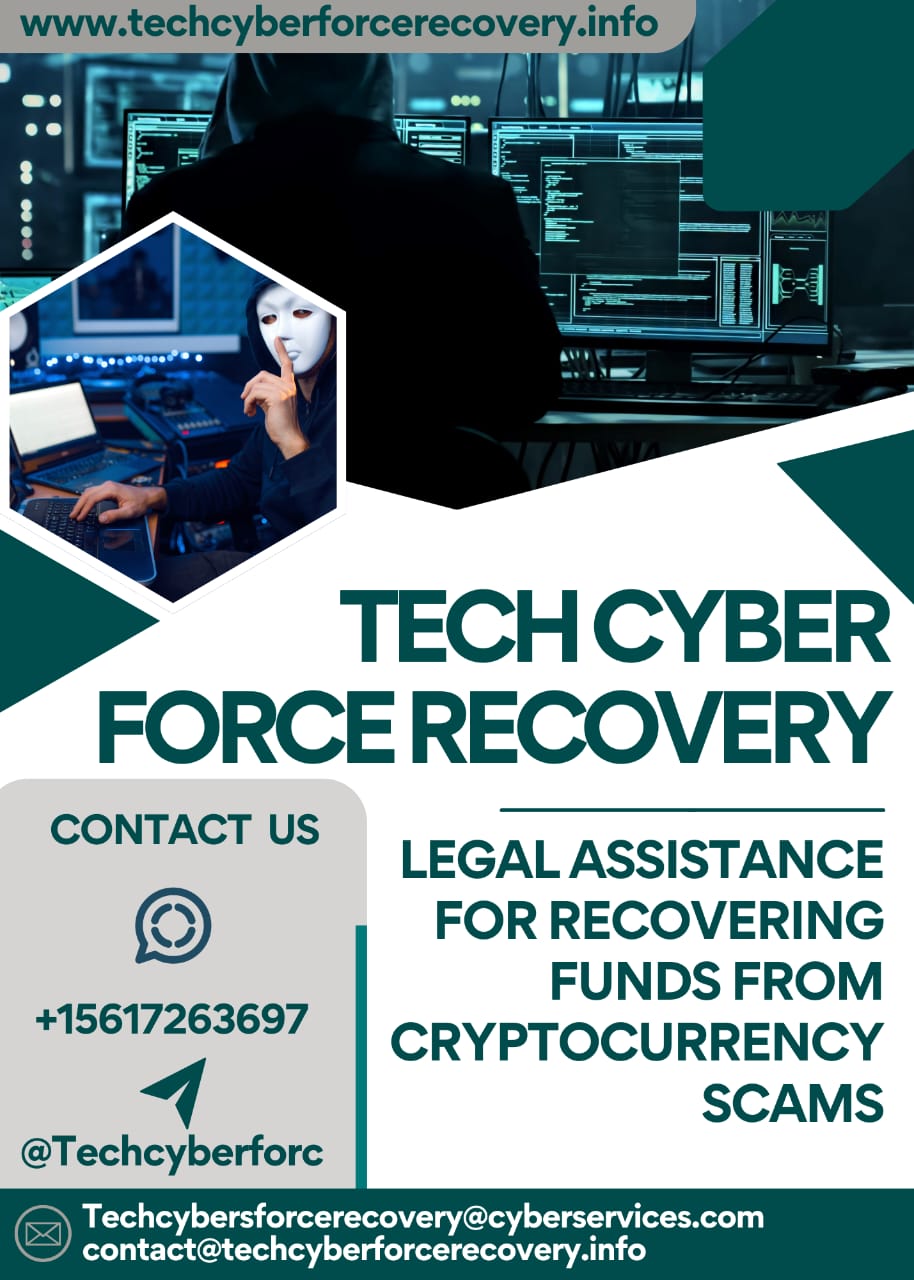 www.techcyberforcerecovery.info
TECH CYBER
FORCE RECOVERY
CONTACT US
+15617263697
@Techcyberforc
LEGAL ASSISTANCE
FOR RECOVERING
FUNDS FROM
CRYPTOCURRENCY
SCAMS
Techcybersforcerecovery@cyberservices.com
contact@techcyberforcerecovery.info